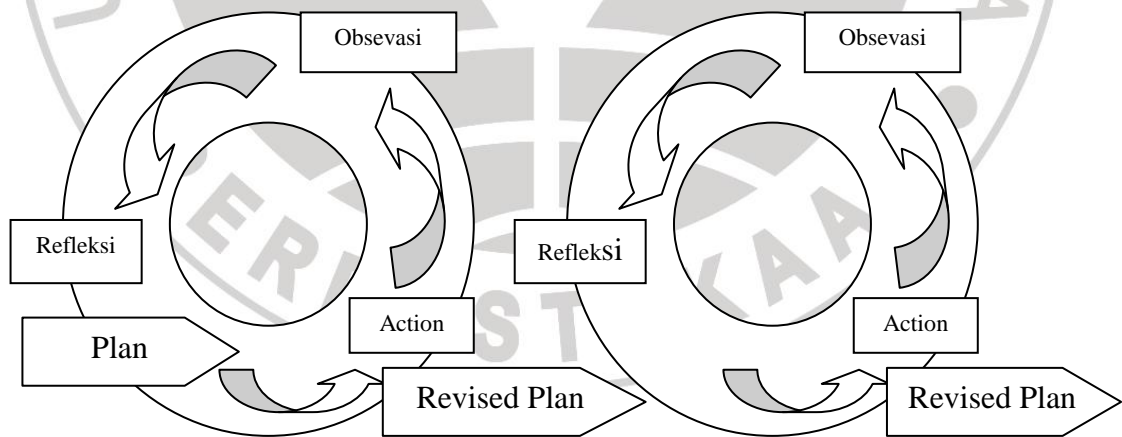 Obsevasi
Obsevasi
Refleksi
Refleksi
Action
Action
Plan
Revised Plan
Revised Plan